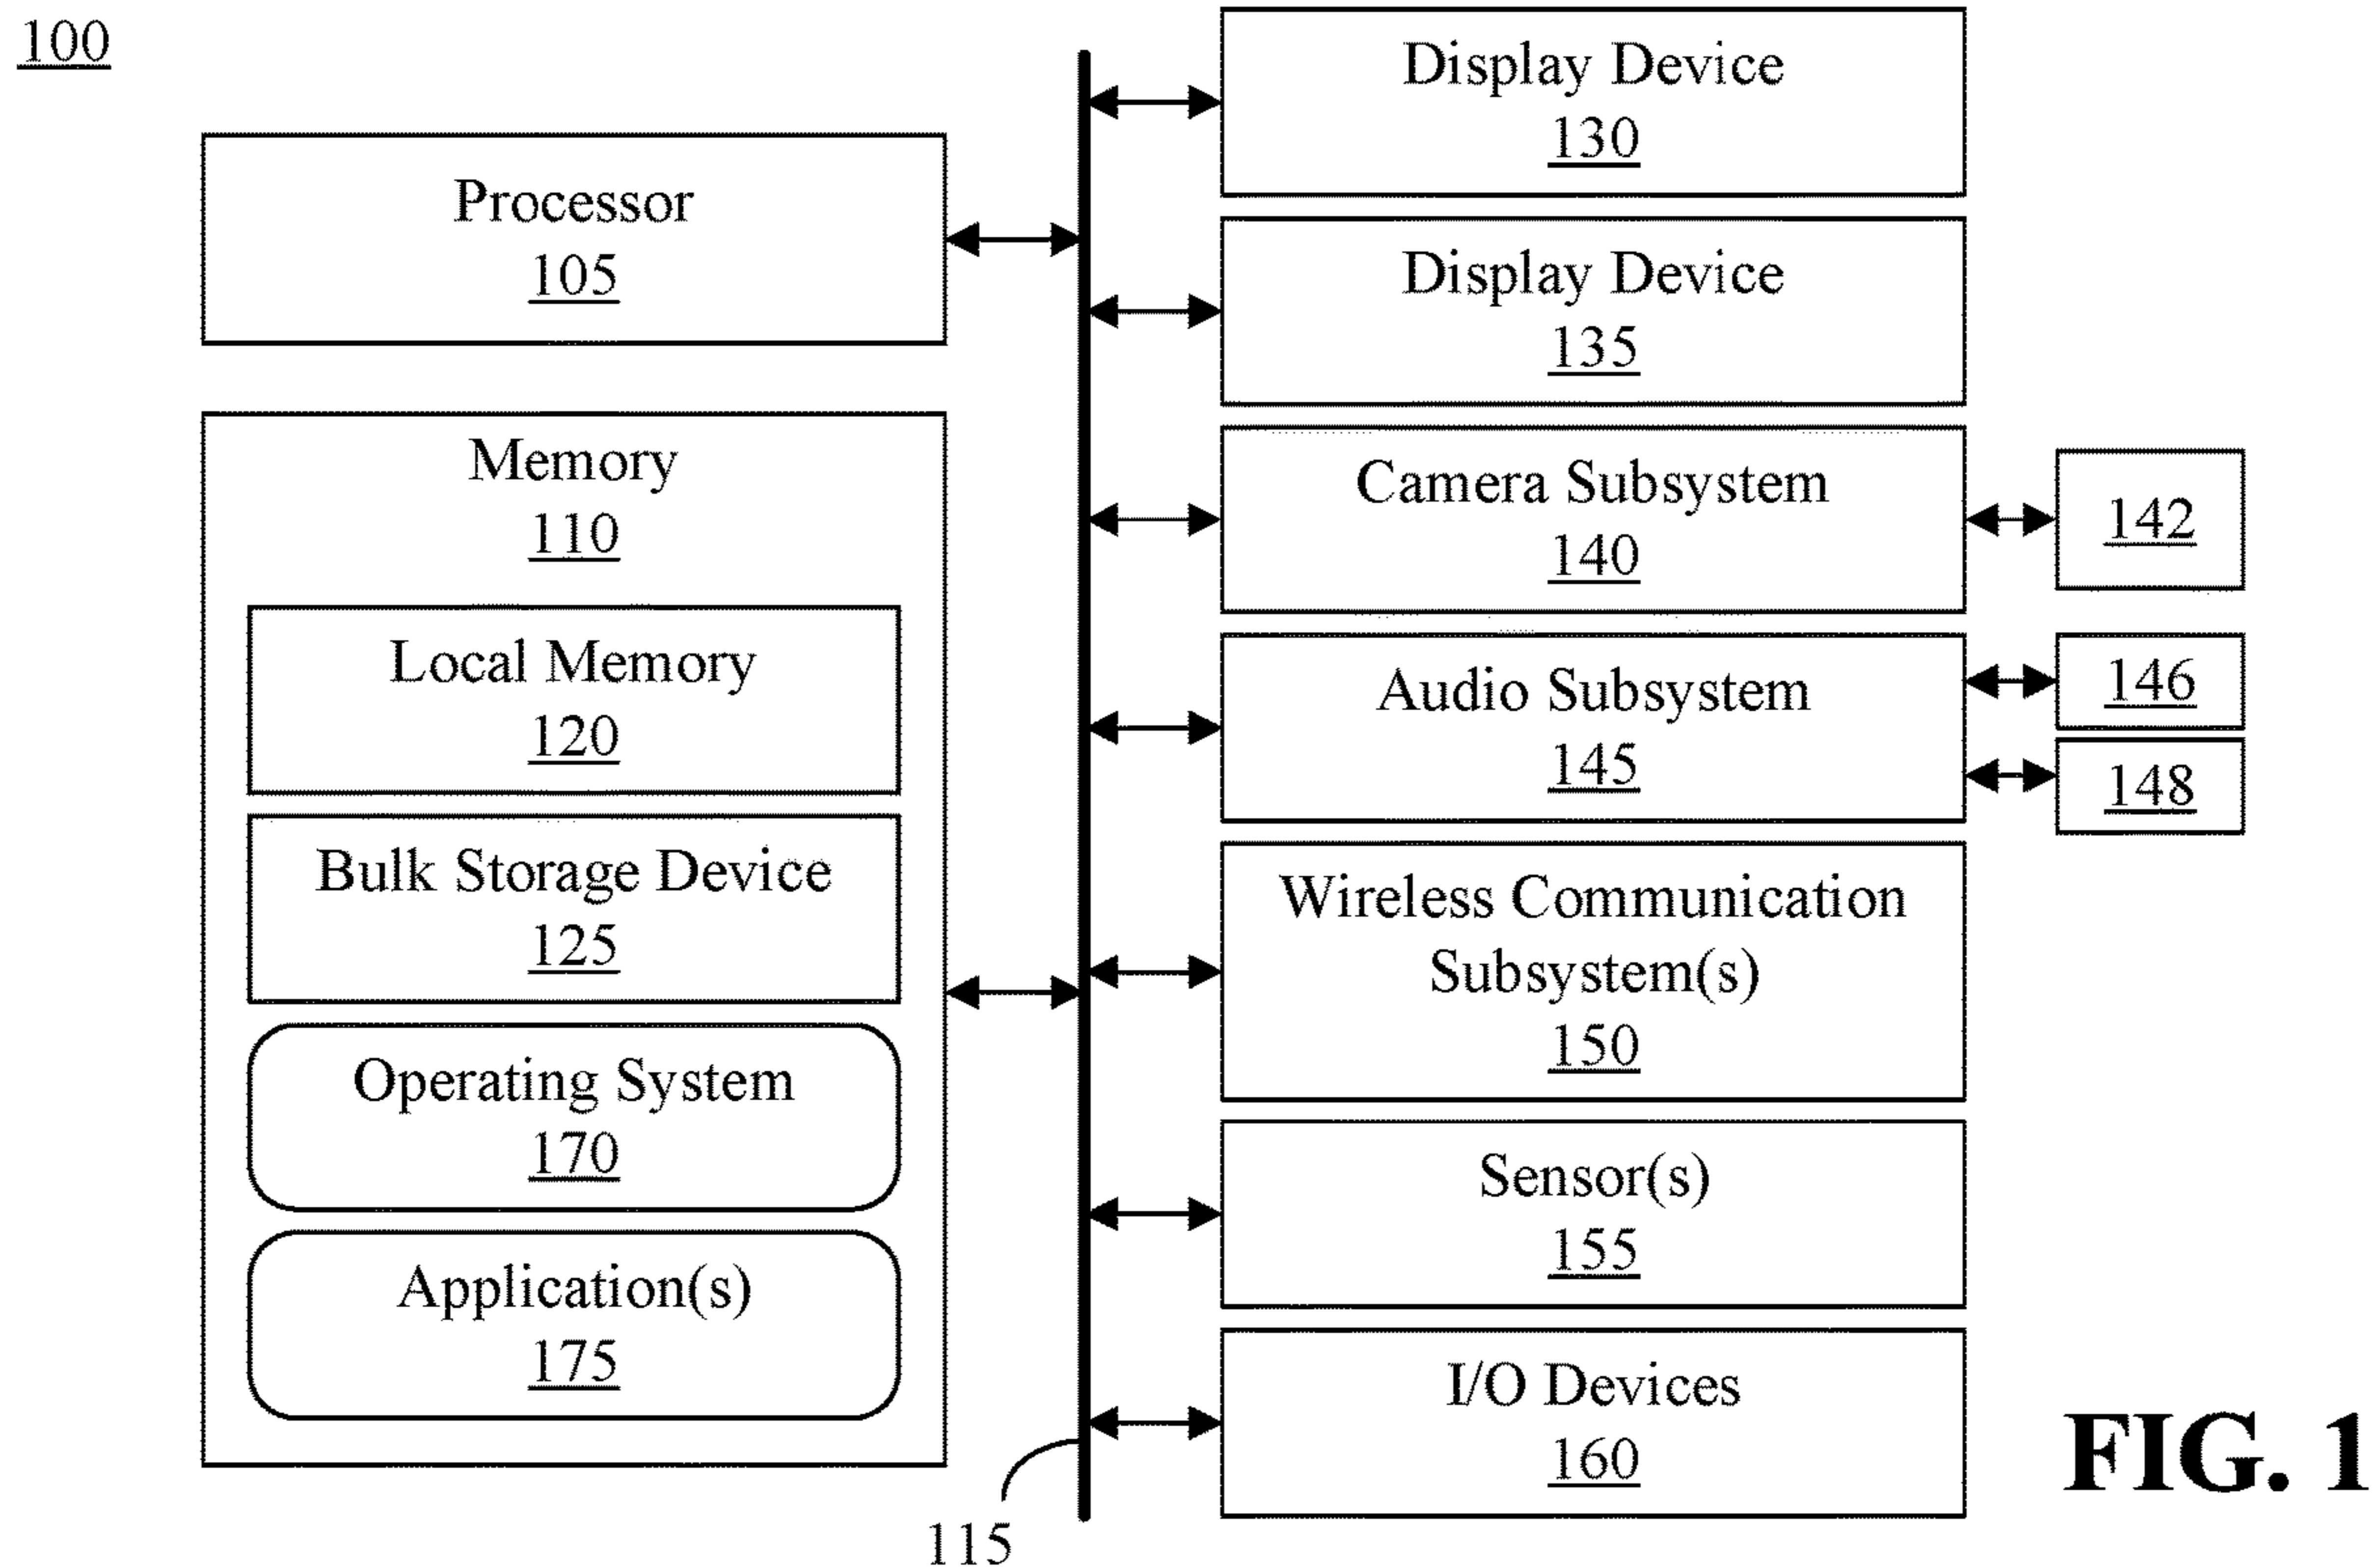 100
Processor
105
Memory
110
Local Memory
120
Bulk Storage Device
125
Operating System
170
Application(s)
175
115
Display Device
130
Display Device
135
Camera Subsystem
140
142
Audio Subsystem
145
146
148
Wireless Communication
Subsystem(s)
150
Sensor(s)
155
I/O Devices
160
FIG. 1